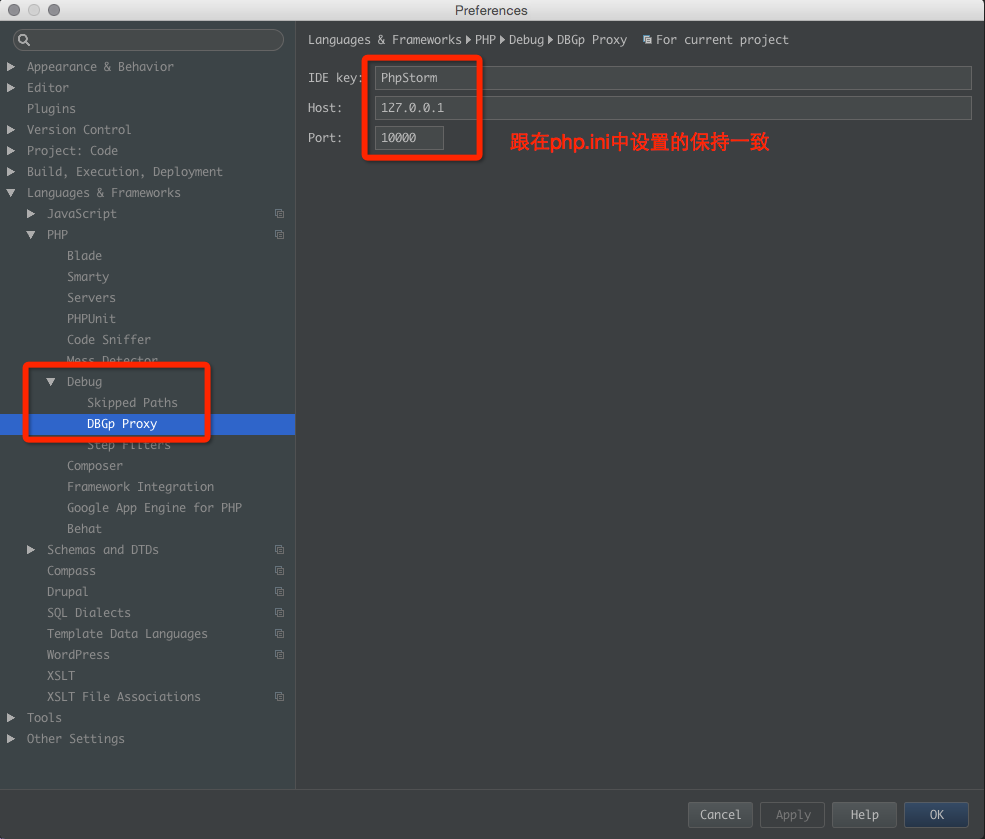 Preferences
Appearance & Behavior
Editor
Plugins
Version Control
Project: Code
Build, Execution, Deployment
Languages & Frameworks
JavaScript
PHP
Blade
Smarty
Servers
PHPUnit
Code Sniffer
Mess Detector
Debug
Skipped Paths
DBGp Proxy
Step Filters
Composer
Framework Integration
Google App Engine for PHP
Behat
Schemas and DTDs
Compass
Drupal
SQL Dialects
Template Data Languages
WordPress
XSLT
XSLT File Associations
Tools
Other Settings
Languages & Frameworks PHP Debug DBGp Proxy For current project
IDE key: PhpStorm
Host: 127.0.0.1
Port: 10000
跟在php.ini中设置的保持一致
Cancel Apply Help OK